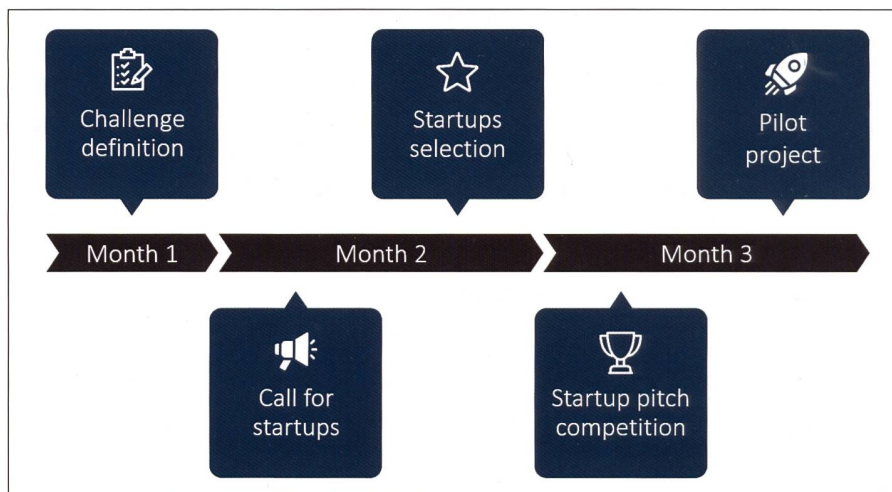 Challenge
definition
Startups
selection
Pilot
project
Month 1
Month 2
Month 3
Call for
startups
Startup pitch
competition